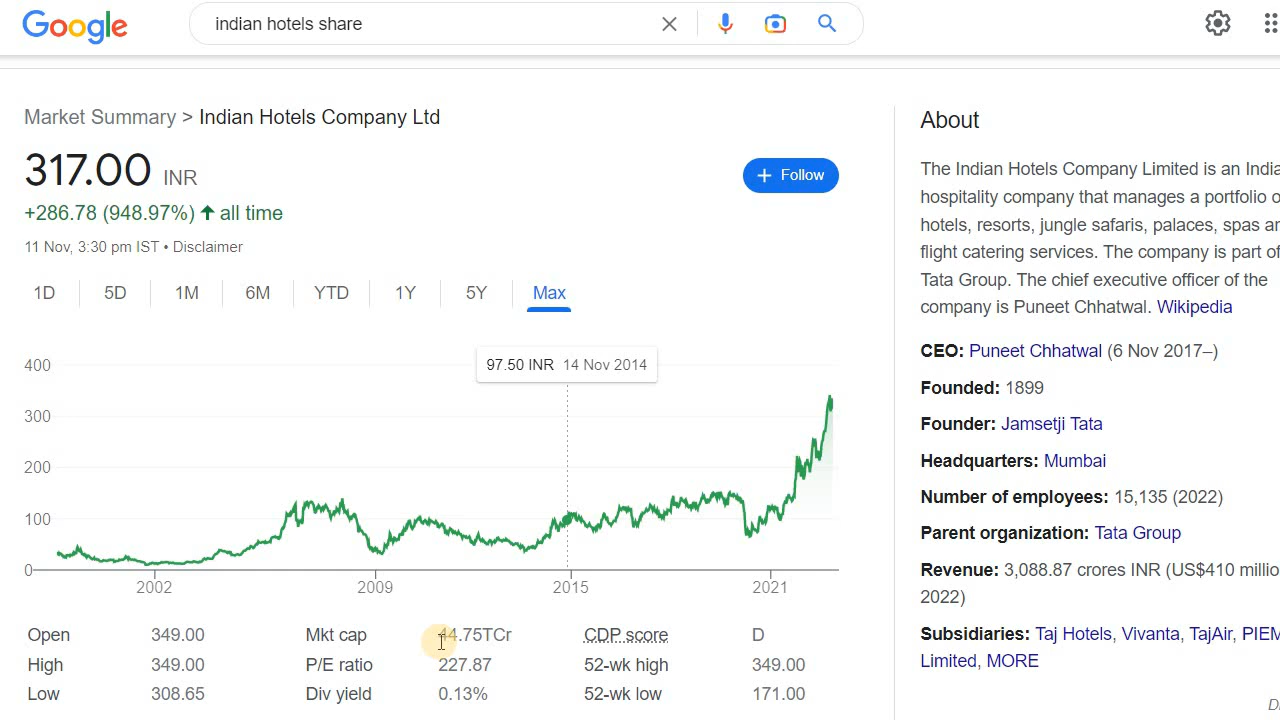 Google
indian hotels share
Market Summary > Indian Hotels Company Ltd
317.00 INR
+ Follow
+286.78 (948.97%) all time
11 Nov, 3:30 pm IST • Disclaimer
1D 5D 1M 6M YTD 1Y 5Y Max
97.50 INR 14 Nov 2014
400
300
200
100
0
2002 2009 2015 2021
Open 349.00 Mkt cap 44.75TCr CDP score D
High 349.00 P/E ratio 227.87 52-wk high 349.00
Low 308.65 Div yield 0.13% 52-wk low 171.00
About
The Indian Hotels Company Limited is an India
hospitality company that manages a portfolio o
hotels, resorts, jungle safaris, palaces, spas an
flight catering services. The company is part of
Tata Group. The chief executive officer of the
company is Puneet Chhatwal. Wikipedia
CEO: Puneet Chhatwal (6 Nov 2017–)
Founded: 1899
Founder: Jamsetji Tata
Headquarters: Mumbai
Number of employees: 15,135 (2022)
Parent organization: Tata Group
Revenue: 3,088.87 crores INR (US$410 millio
2022)
Subsidiaries: Taj Hotels, Vivanta, TajAir, PIEM
Limited, MORE